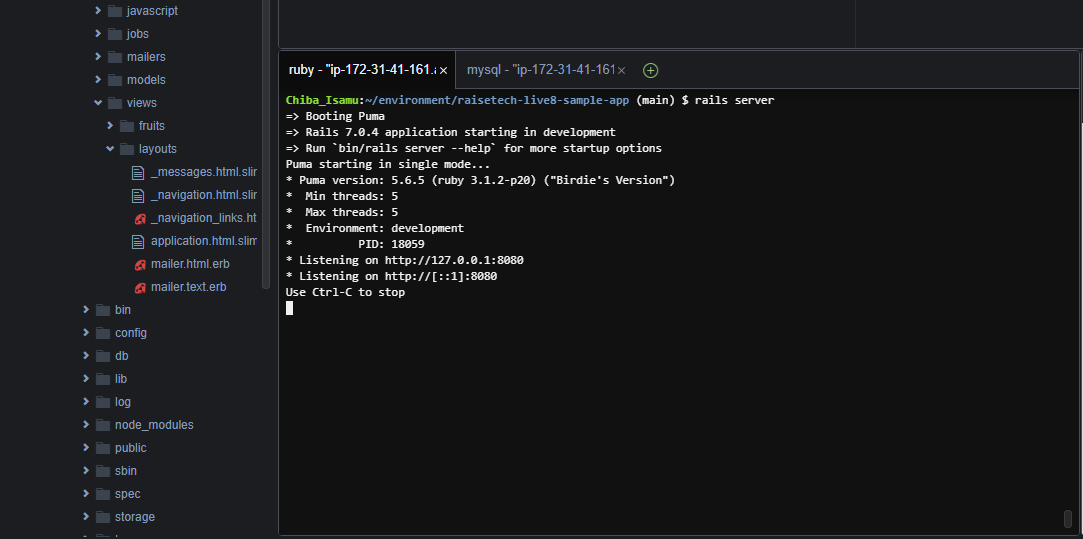 javascript
jobs
mailers
models
views
fruits
layouts
_messages.html.slir
_navigation.html.slir
_navigation_links.ht
application.html.slim
mailer.html.erb
mailer.text.erb
bin
config
db
lib
log
node_modules
public
sbin
spec
storage
ruby - "ip-172-31-41-161.a × mysql - "ip-172-31-41-161 ×
Chiba_Isamu:~/environment/raisetech-live8-sample-app (main) $ rails server
=> Booting Puma
=> Rails 7.0.4 application starting in development
=> Run `bin/rails server --help` for more startup options
Puma starting in single mode...
* Puma version: 5.6.5 (ruby 3.1.2-p20) ("Birdie's Version")
*  Min threads: 5
*  Max threads: 5
*  Environment: development
*          PID: 18059
* Listening on http://127.0.0.1:8080
* Listening on http://[::1]:8080
Use Ctrl-C to stop